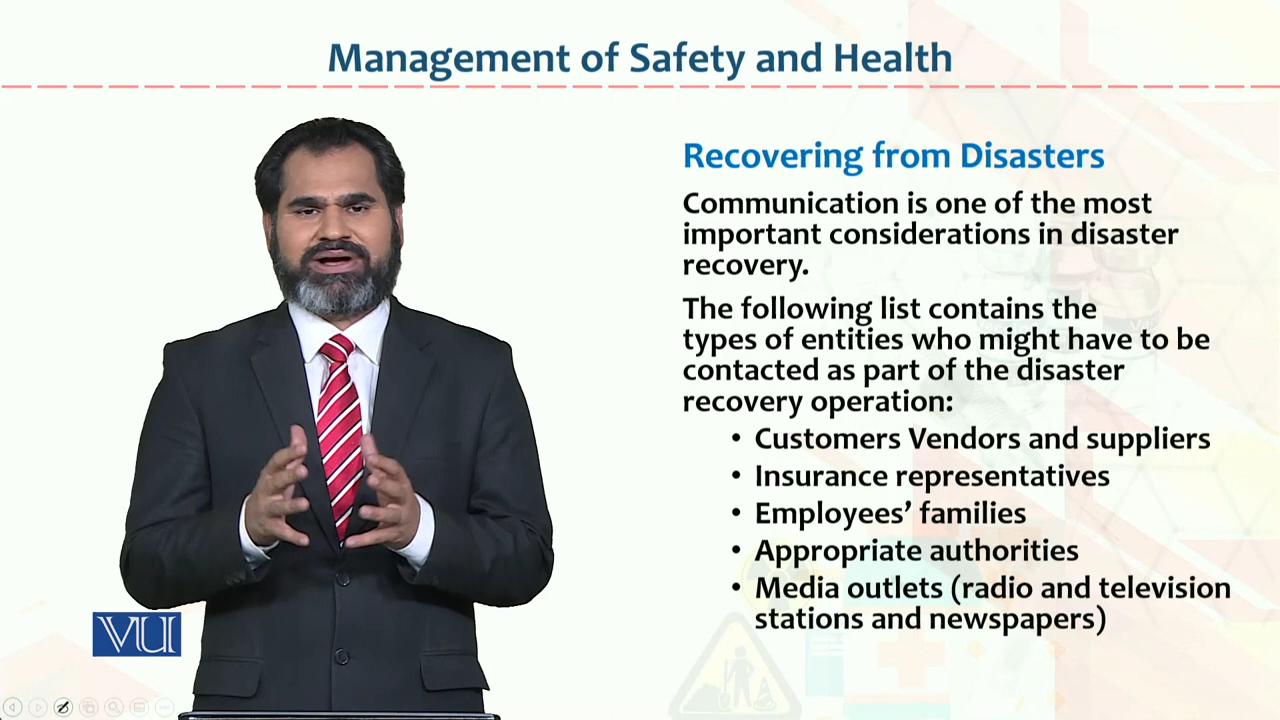 Management of Safety and Health
Recovering from Disasters
Communication is one of the most
important considerations in disaster
recovery.
The following list contains the
types of entities who might have to be
contacted as part of the disaster
recovery operation:
• Customers Vendors and suppliers
• Insurance representatives
• Employees’ families
• Appropriate authorities
• Media outlets (radio and television
stations and newspapers)
VU